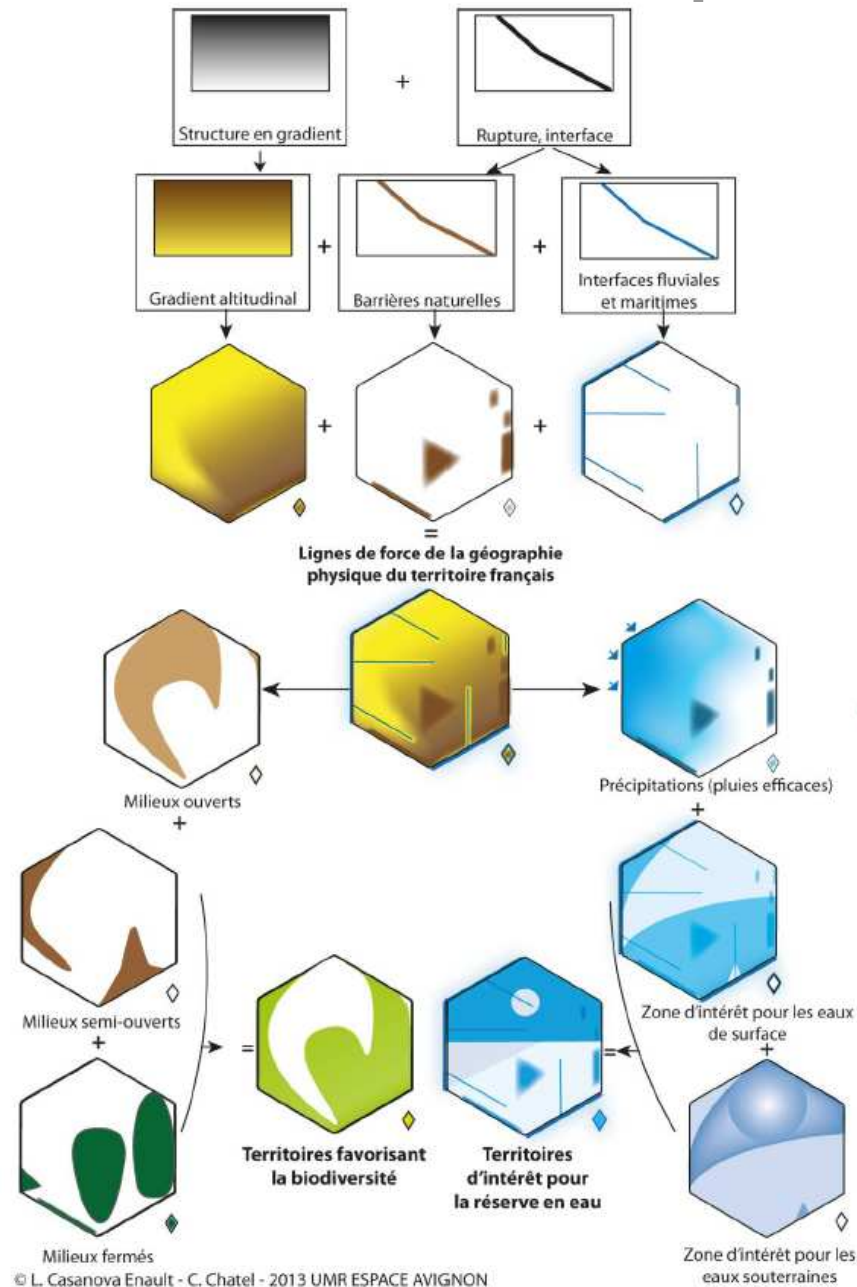 Structure en gradient
+
Rupture, interface
Gradient altitudinal
+
Barrières naturelles
+
Interfaces fluviales
et maritimes
+
+
=
Lignes de force de la géographie
physique du territoire français
Milieux ouverts
+
Précipitations (pluies efficaces)
+
Milieux semi-ouverts
+
Zone d'intérêt pour les eaux
de surface
+
=
=
Territoires favorisant
la biodiversité
Territoires
d'intérêt pour
la réserve en eau
Milieux fermés
Zone d'intérêt pour les
eaux souterraines
© L. Casanova Enault - C. Chatel - 2013 UMR ESPACE AVIGNON